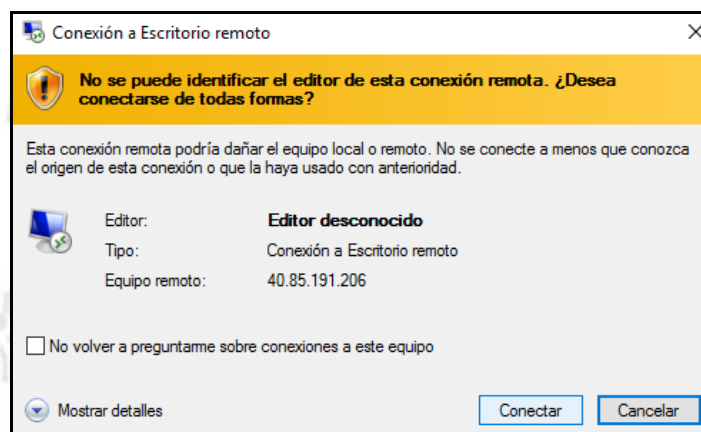 Conexión a Escritorio remoto
No se puede identificar el editor de esta conexión remota. ¿Desea
conectarse de todas formas?
Esta conexión remota podría dañar el equipo local o remoto. No se conecte a menos que conozca
el origen de esta conexión o que la haya usado con anterioridad.
Editor: Editor desconocido
Tipo: Conexión a Escritorio remoto
Equipo remoto: 40.85.191.206
No volver a preguntarme sobre conexiones a este equipo
Mostrar detalles Conectar Cancelar